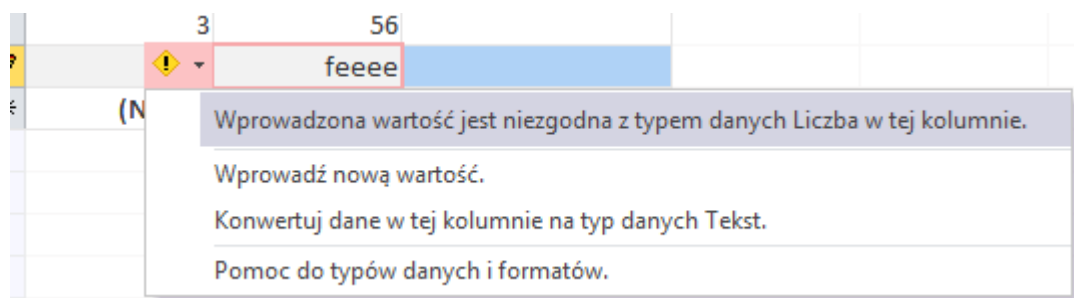 3 56
feeee
(N
Wprowadzona wartość jest niezgodna z typem danych Liczba w tej kolumnie.
Wprowadź nową wartość.
Konwertuj dane w tej kolumnie na typ danych Tekst.
Pomoc do typów danych i formatów.